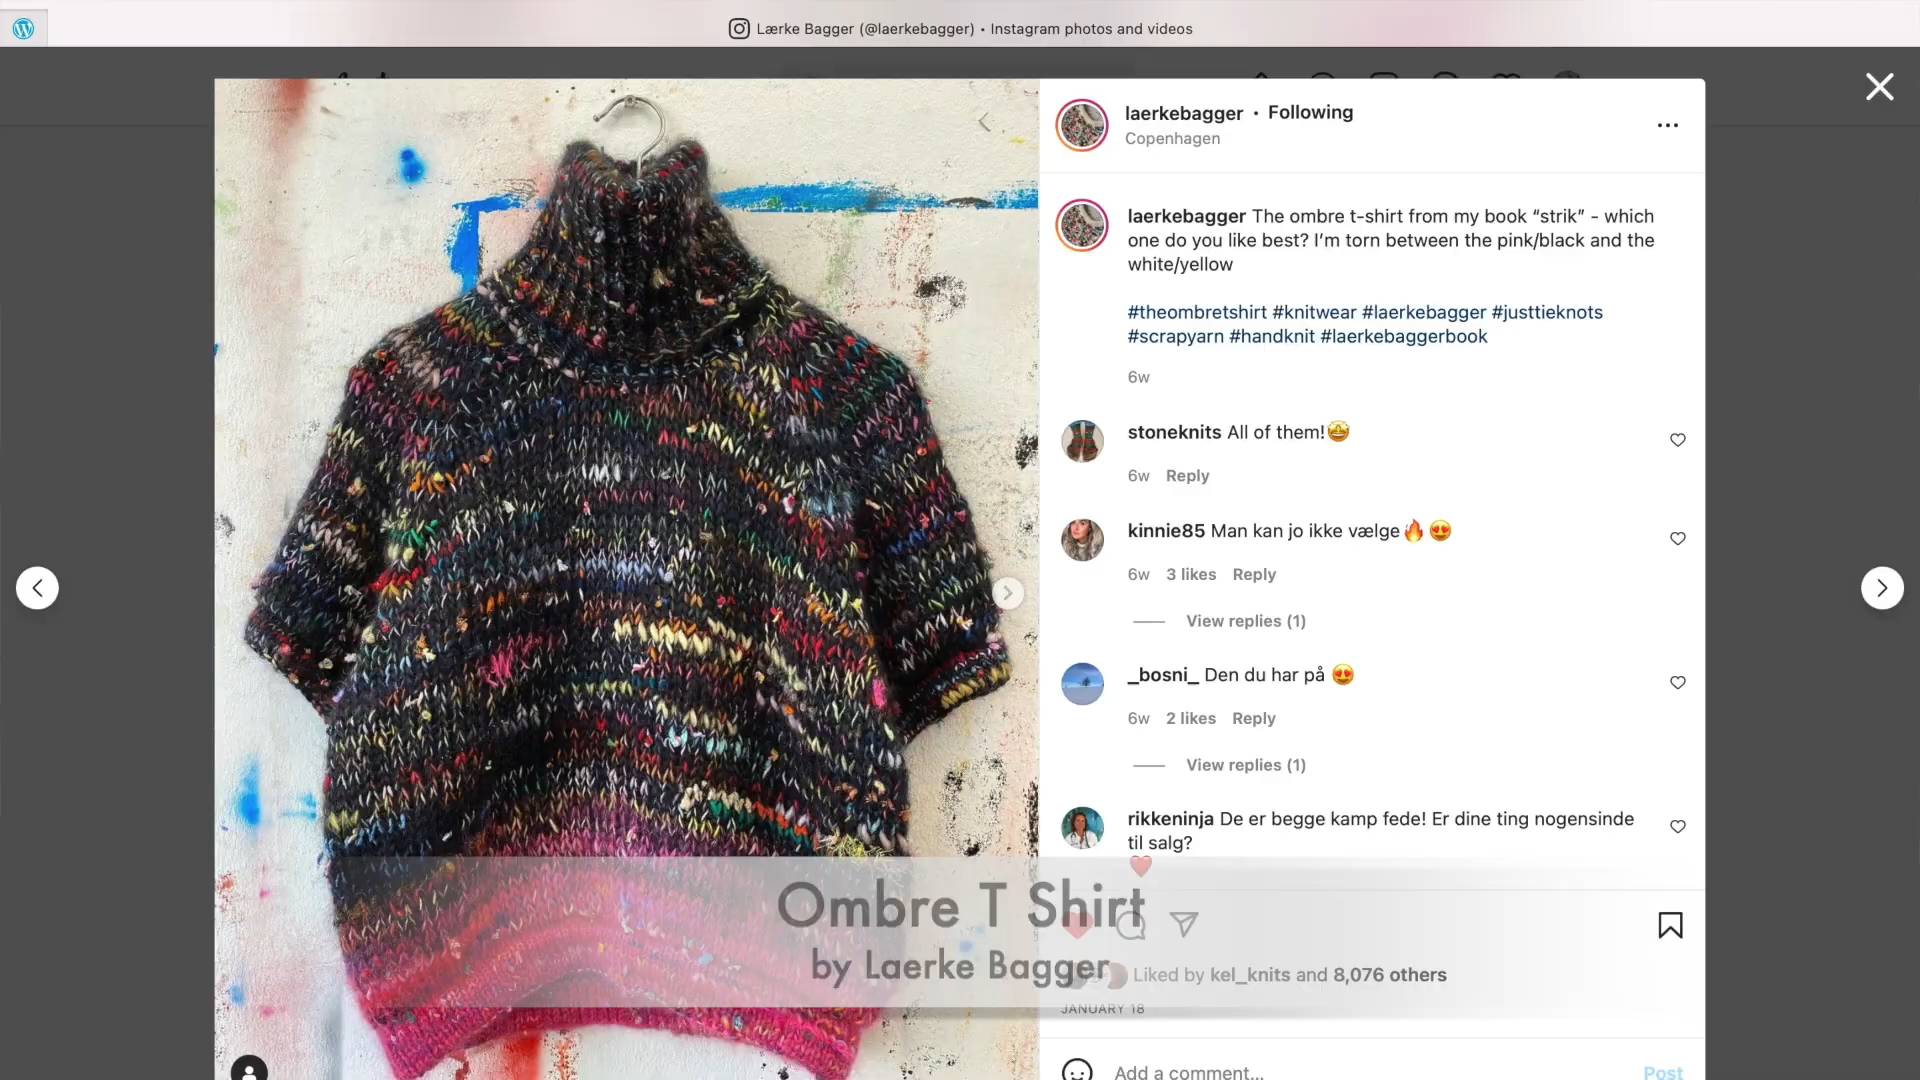 Lærke Bagger (@laerkebagger) • Instagram photos and videos
laerkebagger • Following
Copenhagen
laerkebagger The ombre t-shirt from my book “strik” - which
one do you like best? I’m torn between the pink/black and the
white/yellow
#theombretshirt #knitwear #laerkebagger #justtieknots
#scrapyarn #handknit #laerkebaggerbook
6w
stoneknits All of them!🤩
6w Reply
kinnie85 Man kan jo ikke vælge🔥😍
6w 3 likes Reply
View replies (1)
_bosni_ Den du har på 😍
6w 2 likes Reply
View replies (1)
rikkeninja De er begge kamp fede! Er dine ting nogensinde
til salg?
❤️
Ombre T Shirt
by Laerke Bagger
Liked by kel_knits and 8,076 others
JANUARY 18
Add a comment...
Post